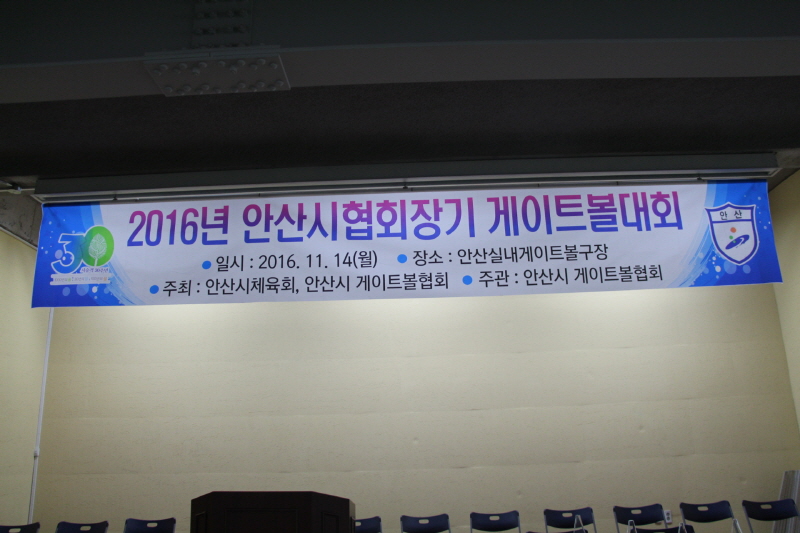 2016년 안산시협회장기 게이트볼대회
● 일시 : 2016. 11. 14(월) ● 장소 : 안산실내게이트볼구장
● 주최 : 안산시체육회, 안산시 게이트볼협회 ● 주관 : 안산시 게이트볼협회
30
안산